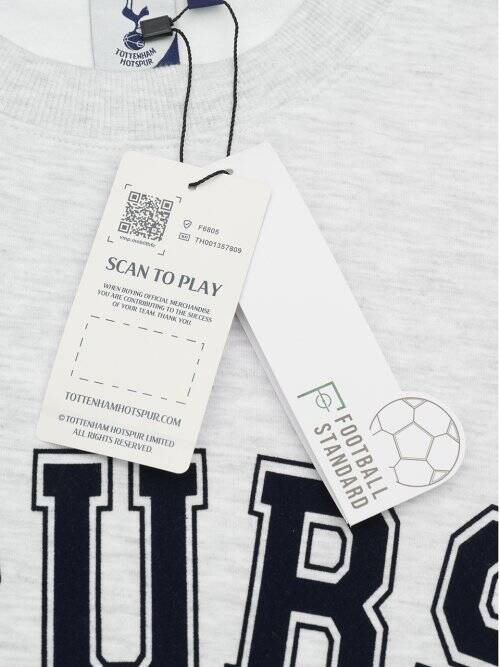 TOTTENHAM
HOTSPUR
F6805
TH001357809
SCAN TO PLAY
WHEN BUYING OFFICIAL MERCHANDISE
YOU ARE CONTRIBUTING TO THE SUCCESS
OF YOUR TEAM. THANK YOU.
TOTTENHAMHOTSPUR.COM
© TOTTENHAM HOTSPUR LIMITED
ALL RIGHTS RESERVED.
FOOTBALL
STANDARD
URS